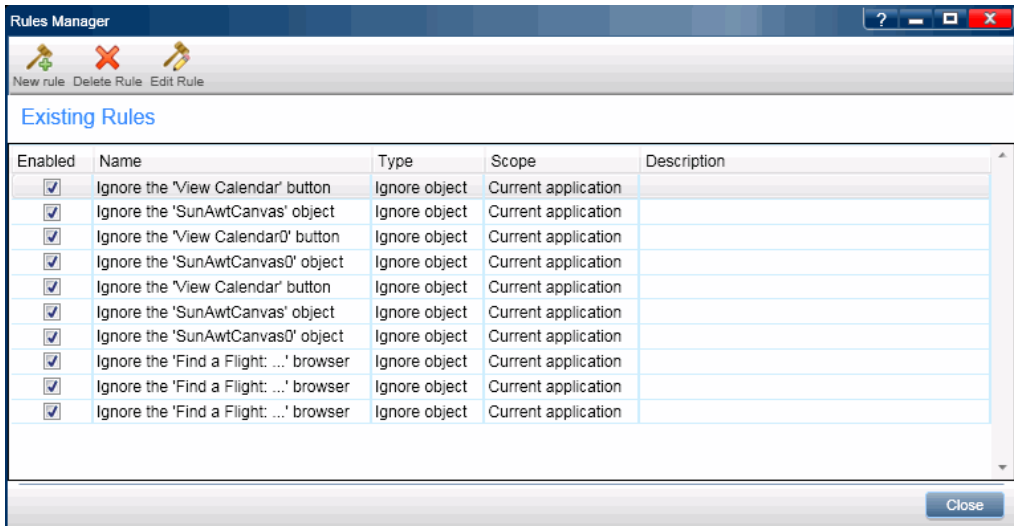 Rules Manager
?
New rule Delete Rule Edit Rule
Existing Rules
Enabled Name Type Scope Description
Ignore the 'View Calendar' button Ignore object Current application
Ignore the 'SunAwtCanvas' object Ignore object Current application
Ignore the 'View Calendar0' button Ignore object Current application
Ignore the 'SunAwtCanvas0' object Ignore object Current application
Ignore the 'View Calendar' button Ignore object Current application
Ignore the 'SunAwtCanvas' object Ignore object Current application
Ignore the 'SunAwtCanvas0' object Ignore object Current application
Ignore the 'Find a Flight: ...' browser Ignore object Current application
Ignore the 'Find a Flight: ...' browser Ignore object Current application
Ignore the 'Find a Flight: ...' browser Ignore object Current application
Close